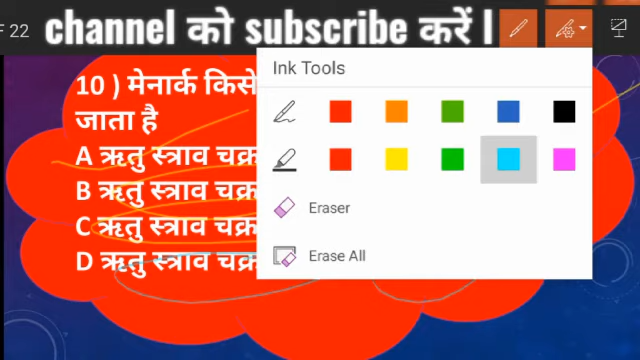 channel को subscribe करें l
F 22
Ink Tools
10 ) मेनार्क किसे
जाता है
A ऋतु स्त्राव चक्र
B ऋतु स्त्राव चक्र
C ऋतु स्त्राव चक्र
D ऋतु स्त्राव चक्र
Eraser
Erase All